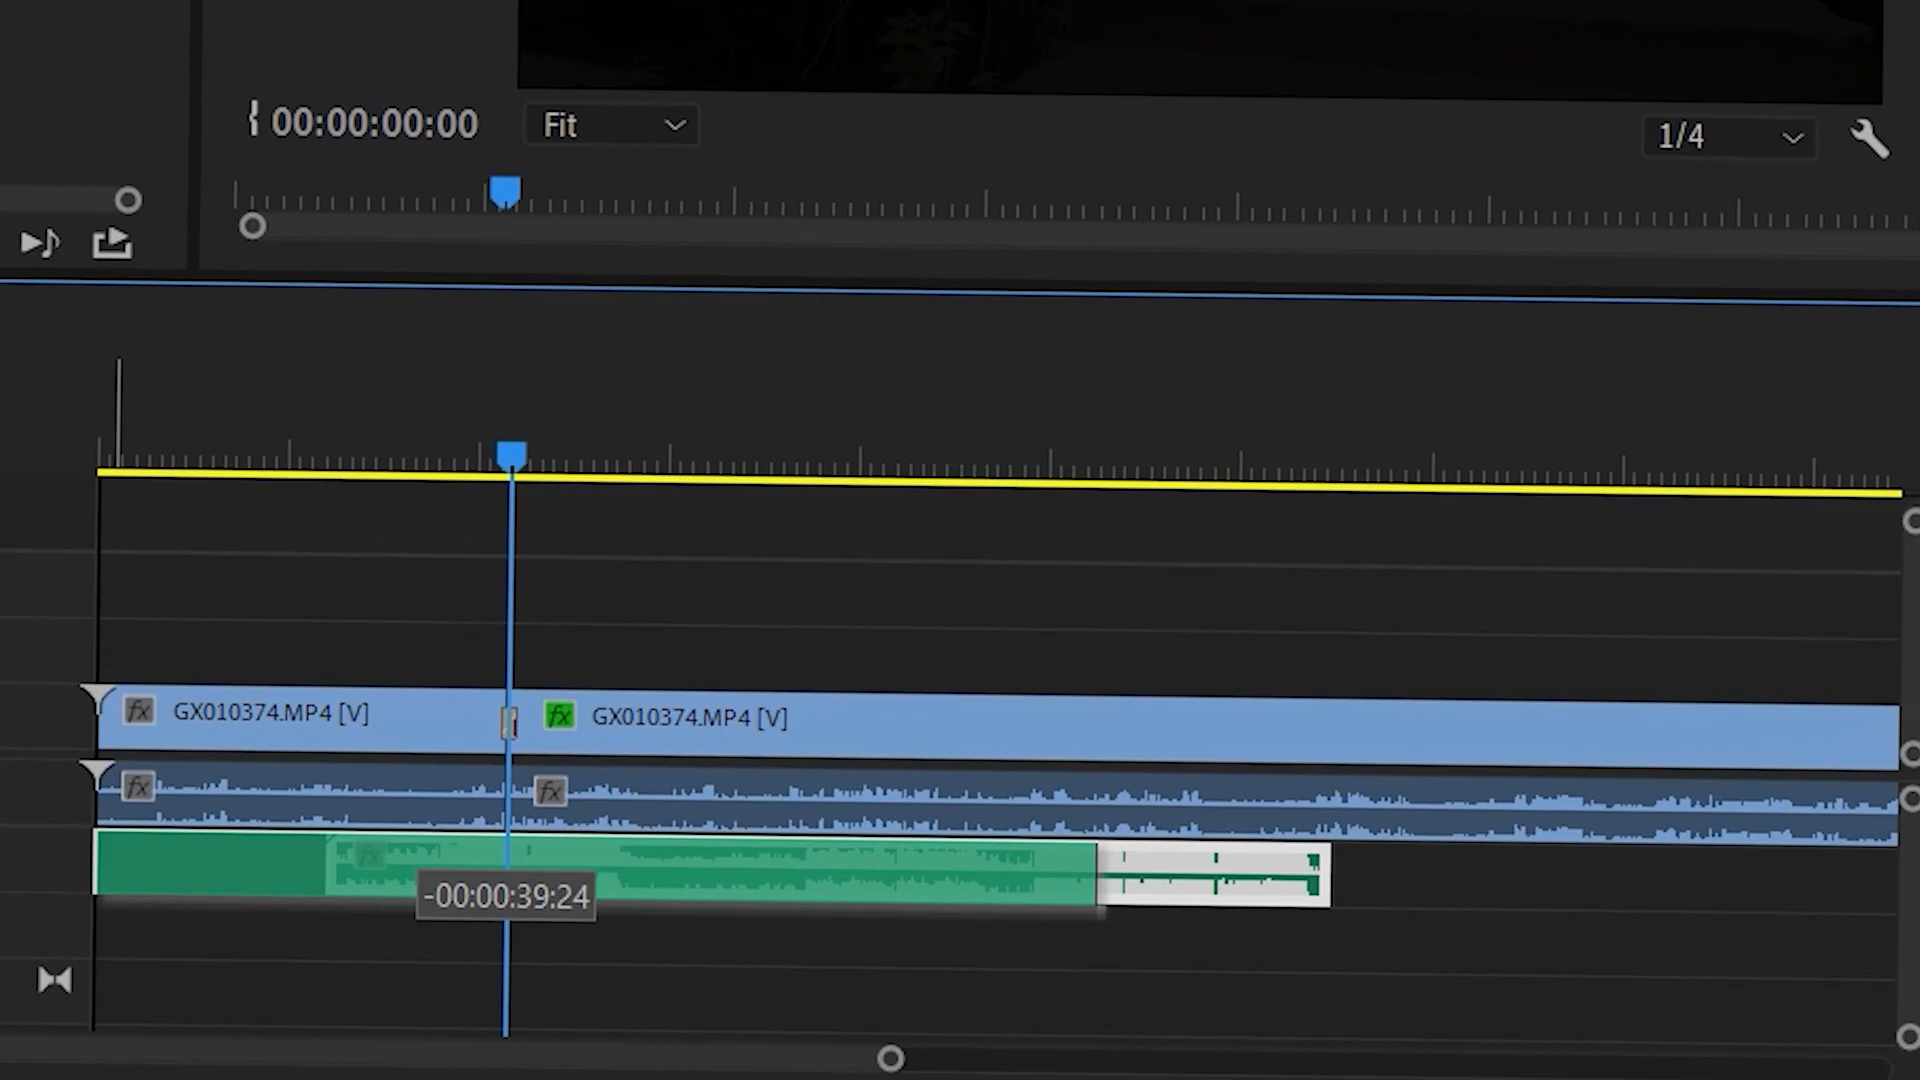 00:00:00:00
Fit
1/4
fx GX010374.MP4 [V]
fx GX010374.MP4 [V]
fx
fx
fx
-00:00:39:24